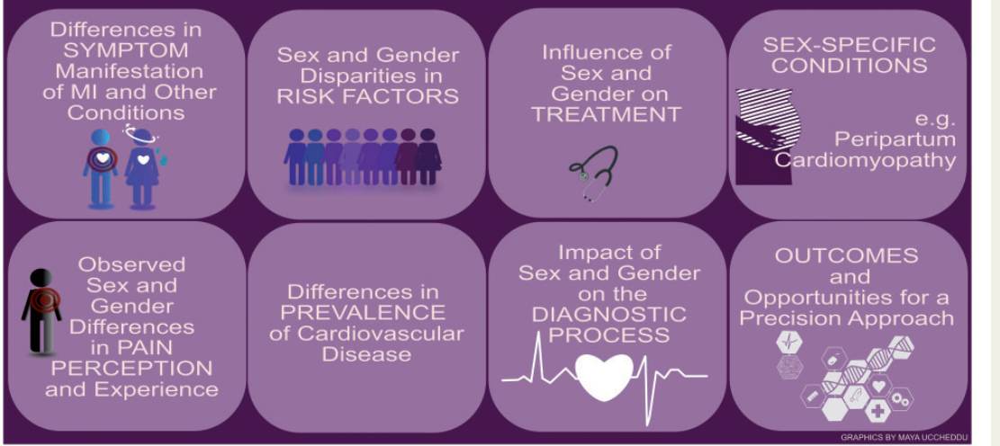 Differences in
SYMPTOM
Manifestation
of MI and Other
Conditions
Sex and Gender
Disparities in
RISK FACTORS
Influence of
Sex and
Gender on
TREATMENT
SEX-SPECIFIC
CONDITIONS
e.g.
Peripartum
Cardiomyopathy
Observed
Sex and
Gender
Differences
in PAIN
PERCEPTION
and Experience
Differences in
PREVALENCE
of Cardiovascular
Disease
Impact of
Sex and Gender
on the
DIAGNOSTIC
PROCESS
OUTCOMES
and
Opportunities for a
Precision Approach
GRAPHICS BY MAYA UCCHEDDU